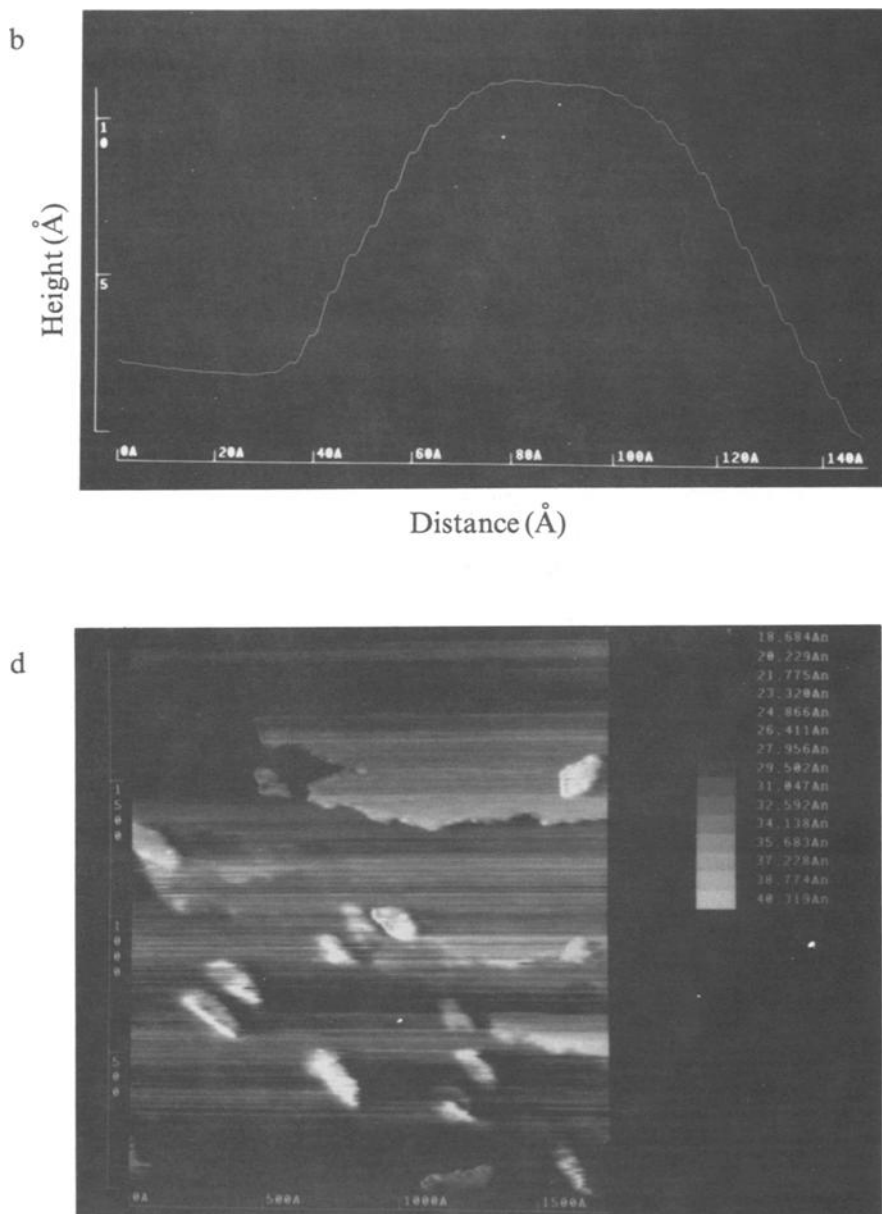 b
10
5
Height (Å)
0A 20A 40A 60A 80A 100A 120A 140A
Distance (Å)
d
18.684An
20.229An
21.775An
23.320An
24.866An
26.411An
27.956An
29.502An
31.047An
32.592An
34.138An
35.683An
37.228An
38.774An
40.319An
1500
1000
500
0A 500A 1000A 1500A